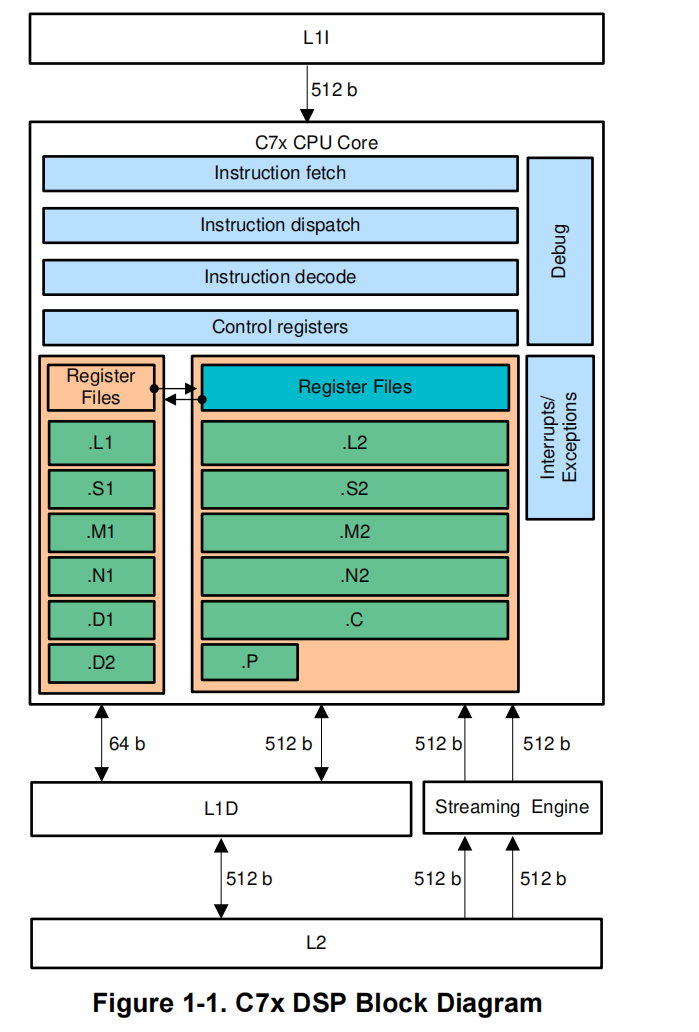 L1I
512 b
C7x CPU Core
Instruction fetch
Instruction dispatch
Instruction decode
Control registers
Debug
Interrupts/
Exceptions
Register
Files
.L1
.S1
.M1
.N1
.D1
.D2
Register Files
.L2
.S2
.M2
.N2
.C
.P
64 b
512 b
512 b
512 b
L1D
Streaming Engine
512 b
512 b
512 b
L2
Figure 1-1. C7x DSP Block Diagram